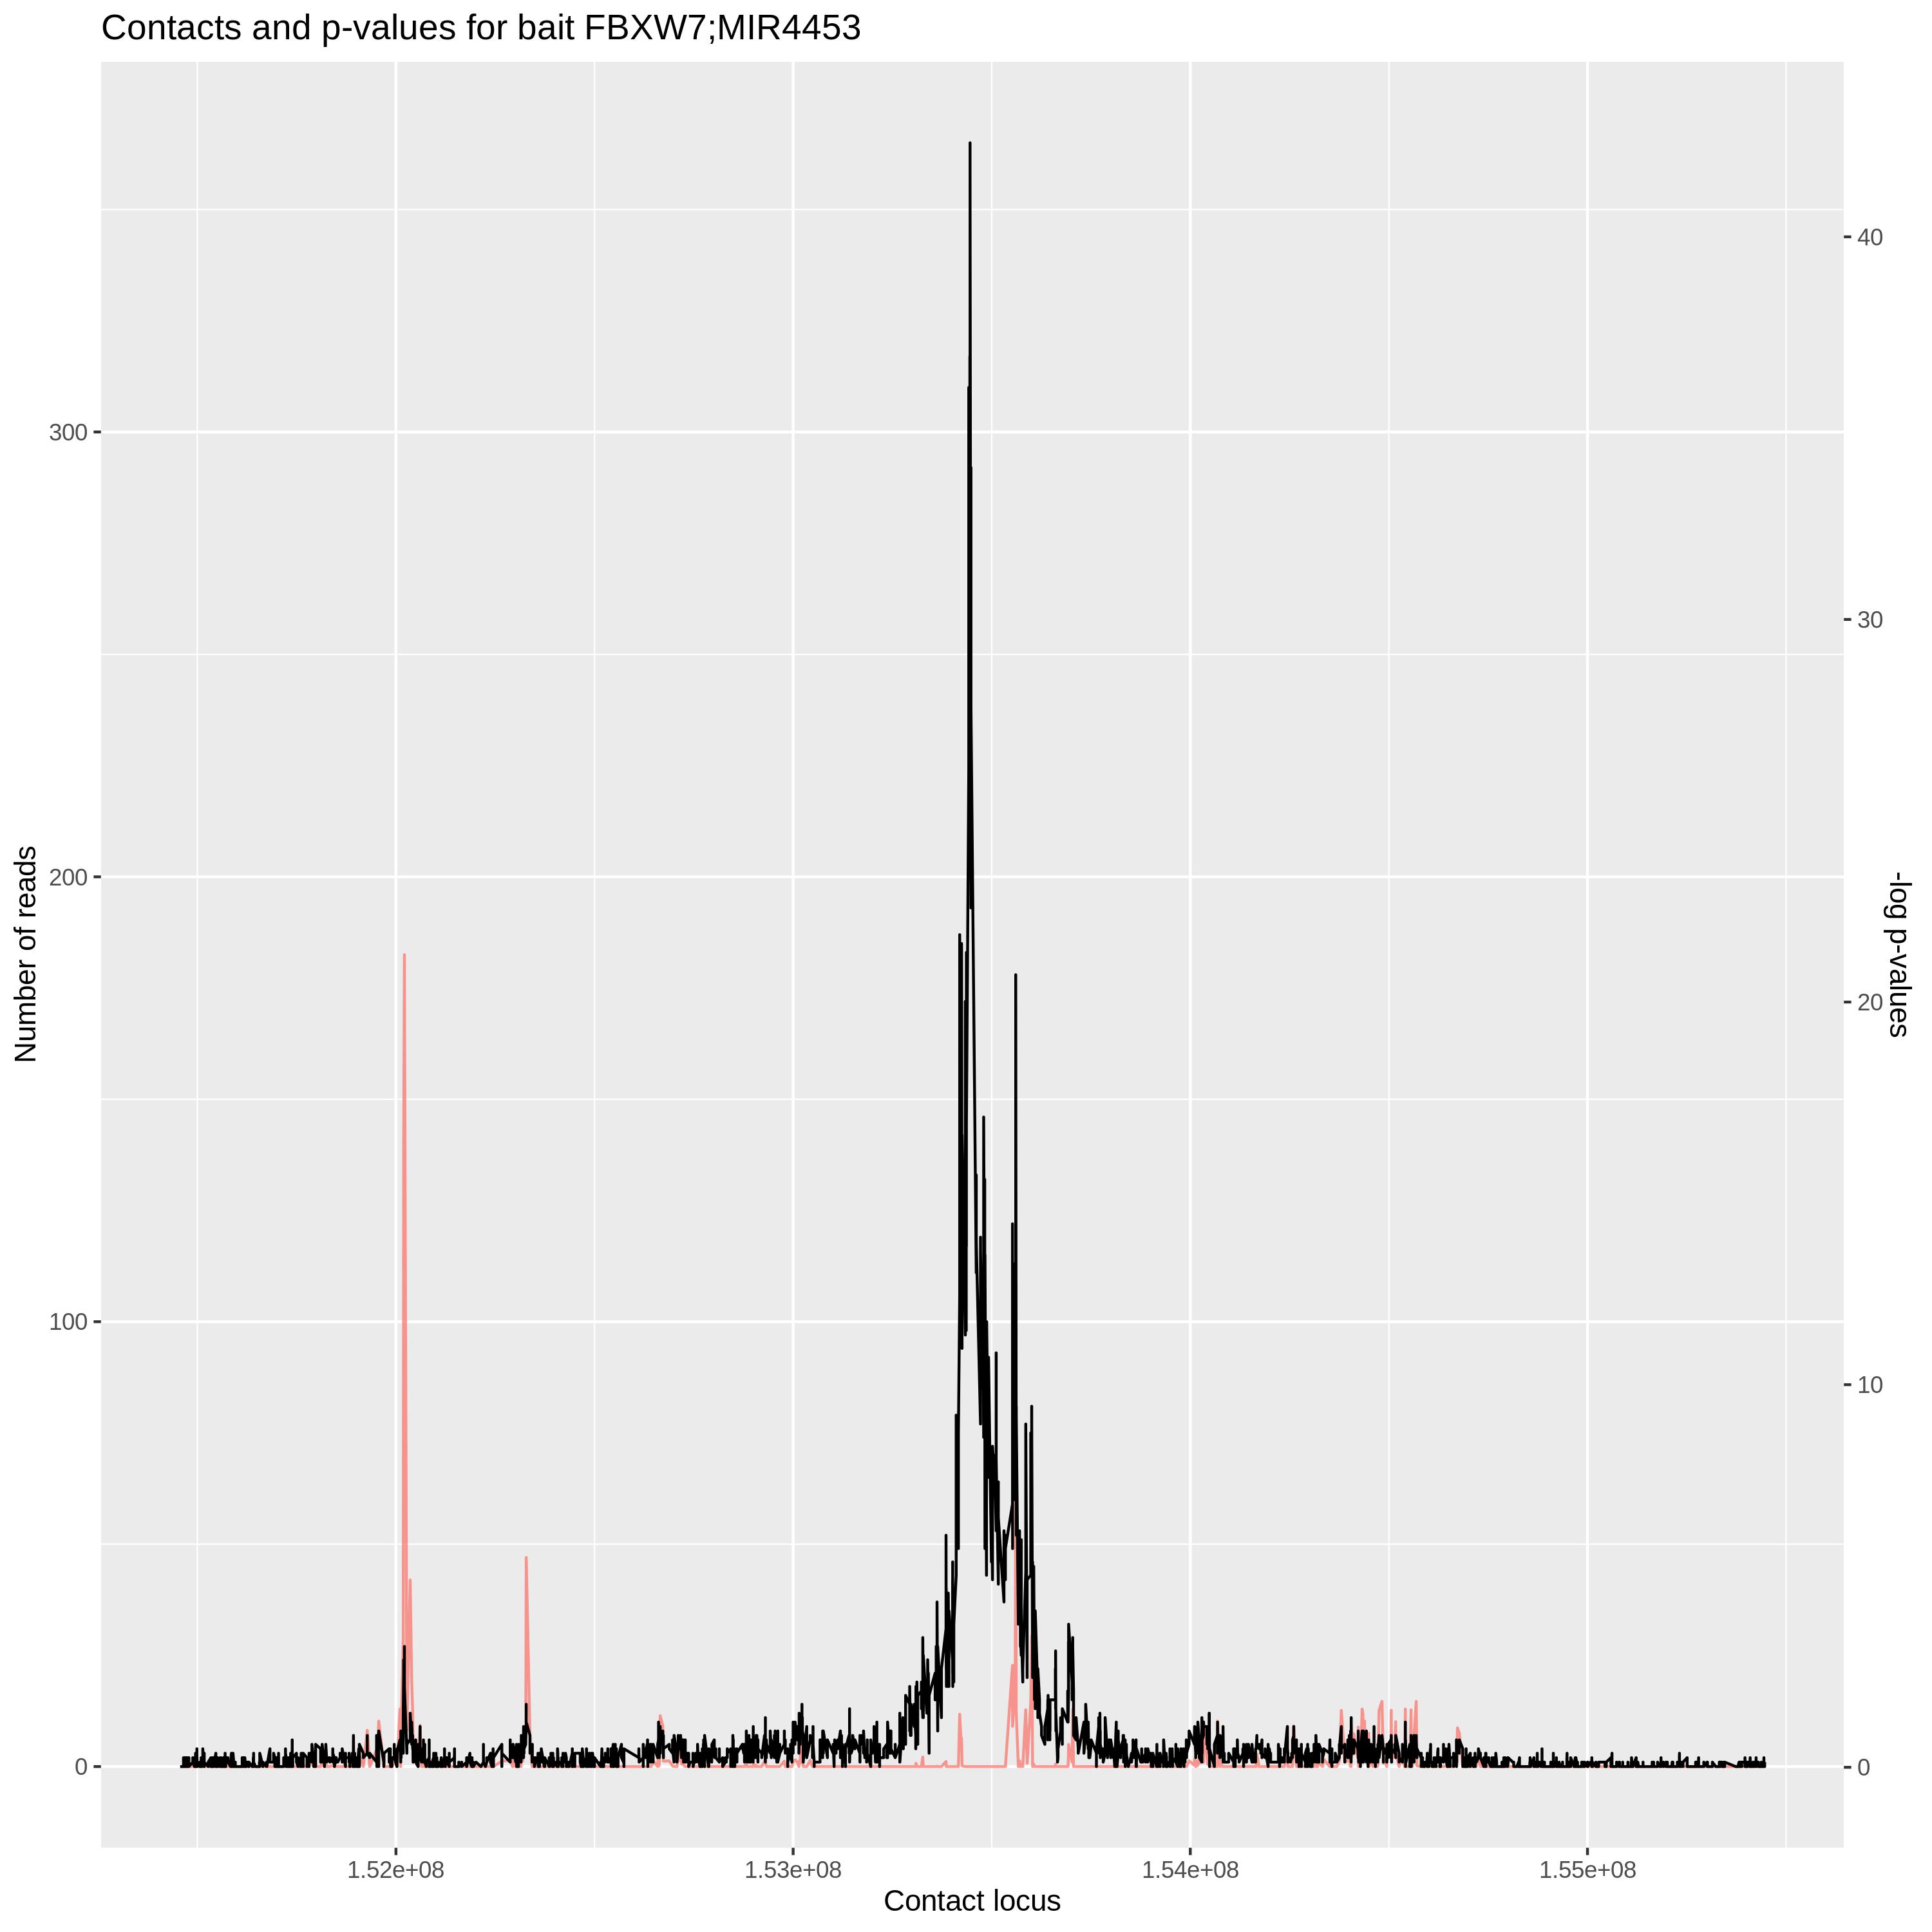 Contacts and p-values for bait FBXW7;MIR4453
Number of reads
300
200
100
0
40
30
20
10
0
-log p-values
1.52e+08
1.53e+08
1.54e+08
1.55e+08
Contact locus